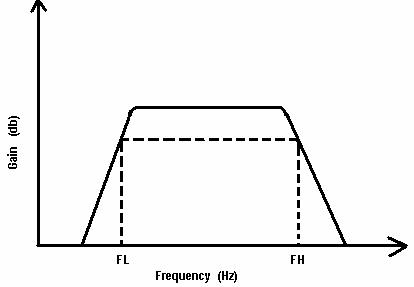 Gain (db)
FL
FH
Frequency (Hz)